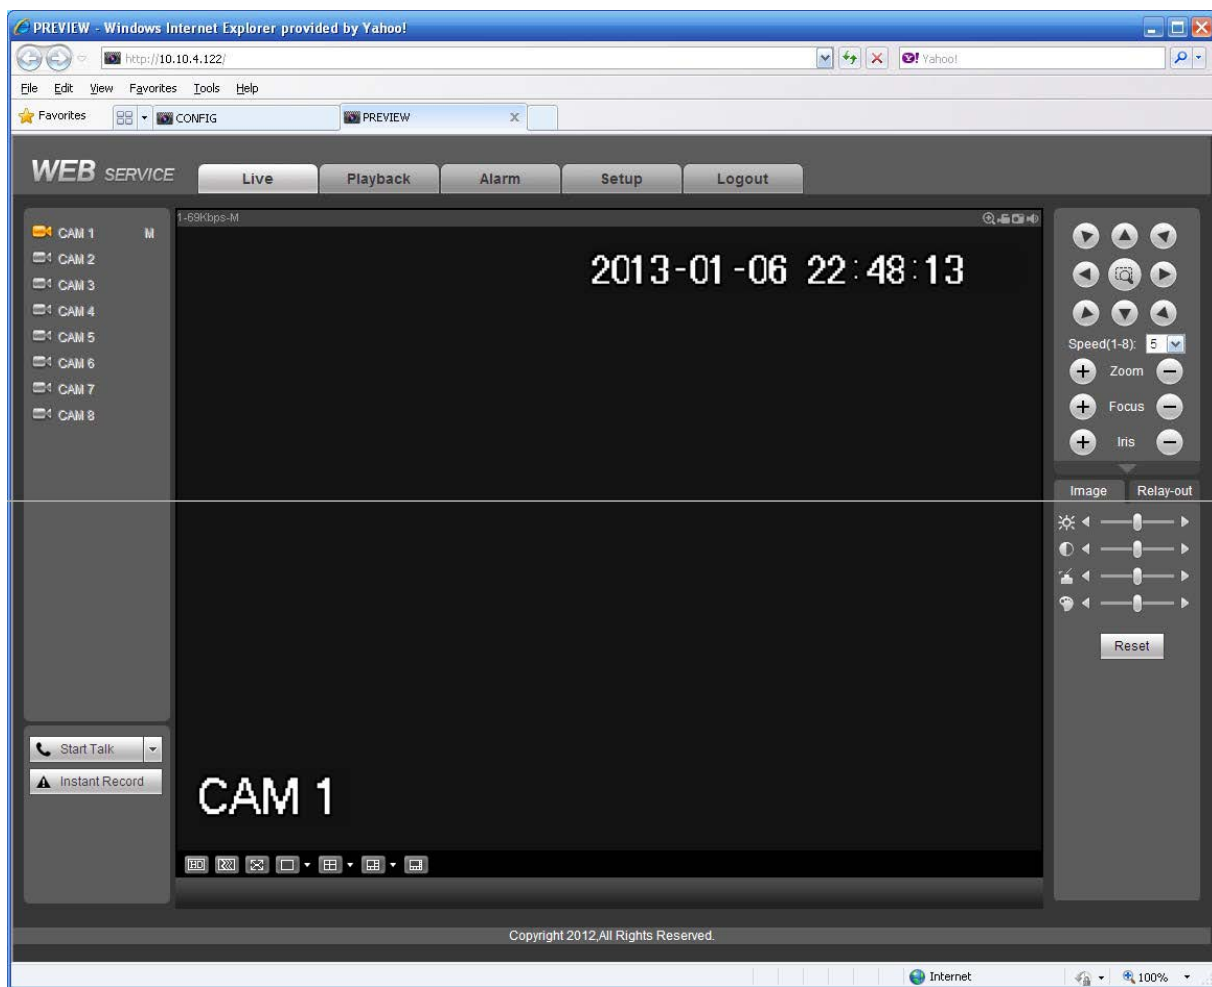 PREVIEW - Windows Internet Explorer provided by Yahoo!
http://10.10.4.122/
Yahoo!
File Edit View Favorites Tools Help
Favorites CONFIG PREVIEW X
WEB SERVICE Live Playback Alarm Setup Logout
1-69Kbps-M
CAM 1 M
CAM 2
CAM 3
CAM 4
CAM 5
CAM 6
CAM 7
CAM 8
2013-01-06 22:48:13
Speed(1-8): 5
Zoom
Focus
Iris
Image Relay-out
Reset
Start Talk
Instant Record
CAM 1
HD
Copyright 2012,All Rights Reserved.
Internet 100%